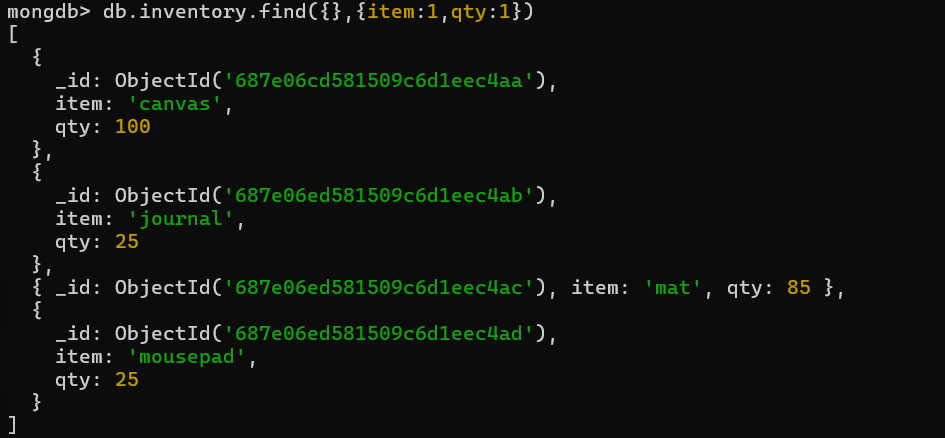 mongdb> db.inventory.find({},{item:1,qty:1})
[
  {
    _id: ObjectId('687e06cd581509c6d1eec4aa'),
    item: 'canvas',
    qty: 100
  },
  {
    _id: ObjectId('687e06ed581509c6d1eec4ab'),
    item: 'journal',
    qty: 25
  },
  { _id: ObjectId('687e06ed581509c6d1eec4ac'), item: 'mat', qty: 85 },
  {
    _id: ObjectId('687e06ed581509c6d1eec4ad'),
    item: 'mousepad',
    qty: 25
  }
]